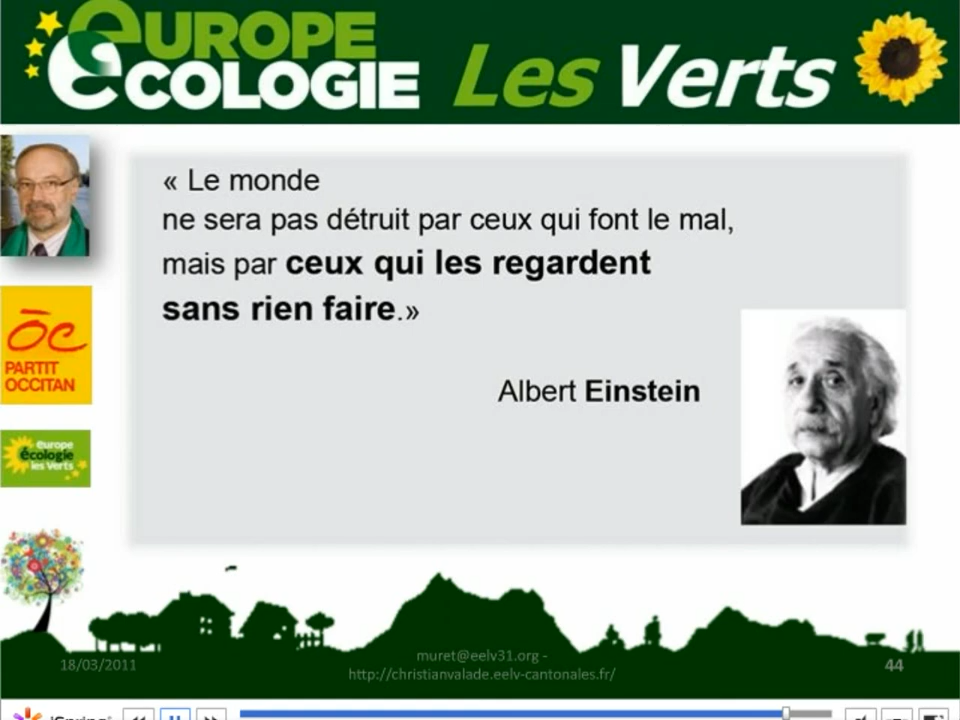 EUROPE
ECOLOGIE Les Verts
« Le monde
ne sera pas détruit par ceux qui font le mal,
mais par ceux qui les regardent
sans rien faire.»
Albert Einstein
ōc
PARTIT
OCCITAN
europe
écologie
les Verts
18/03/2011
muret@eelv31.org -
http://christianvalade.eelv-cantonales.fr/
44
iSpring